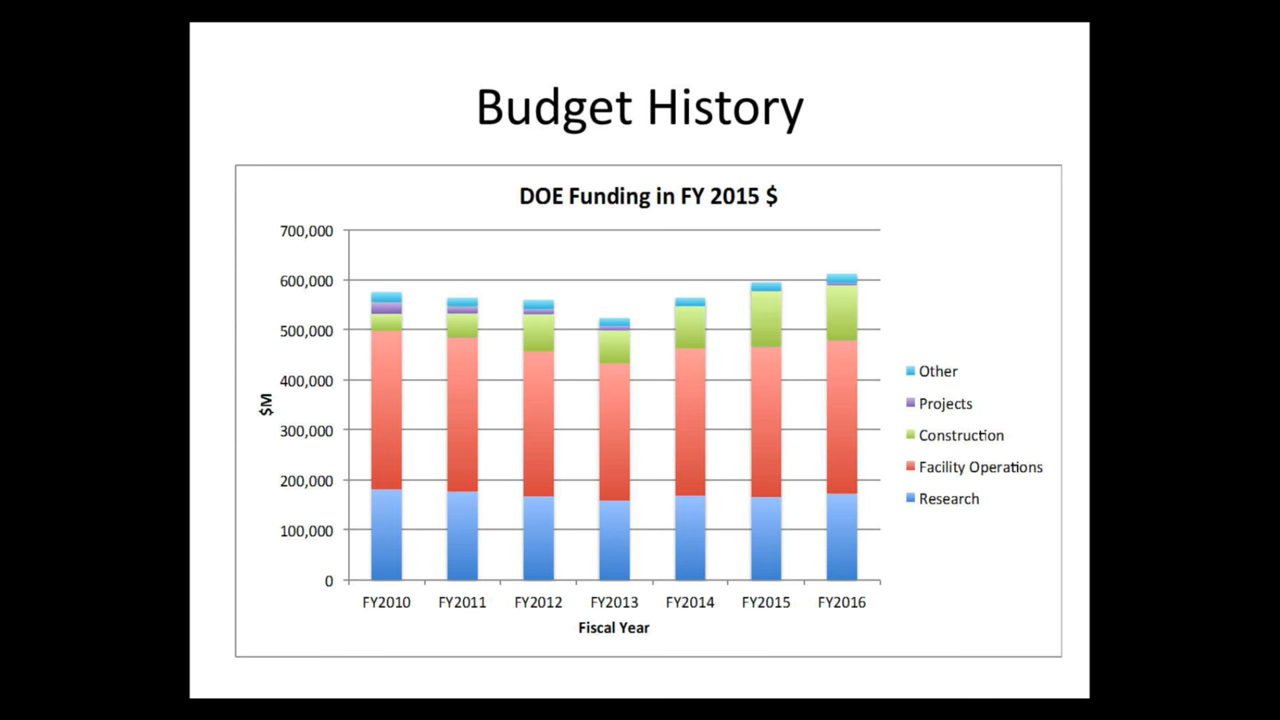 Budget History
DOE Funding in FY 2015 $
700,000
600,000
500,000
400,000
300,000
200,000
100,000
0
$M
FY2010 FY2011 FY2012 FY2013 FY2014 FY2015 FY2016
Fiscal Year
Other
Projects
Construction
Facility Operations
Research